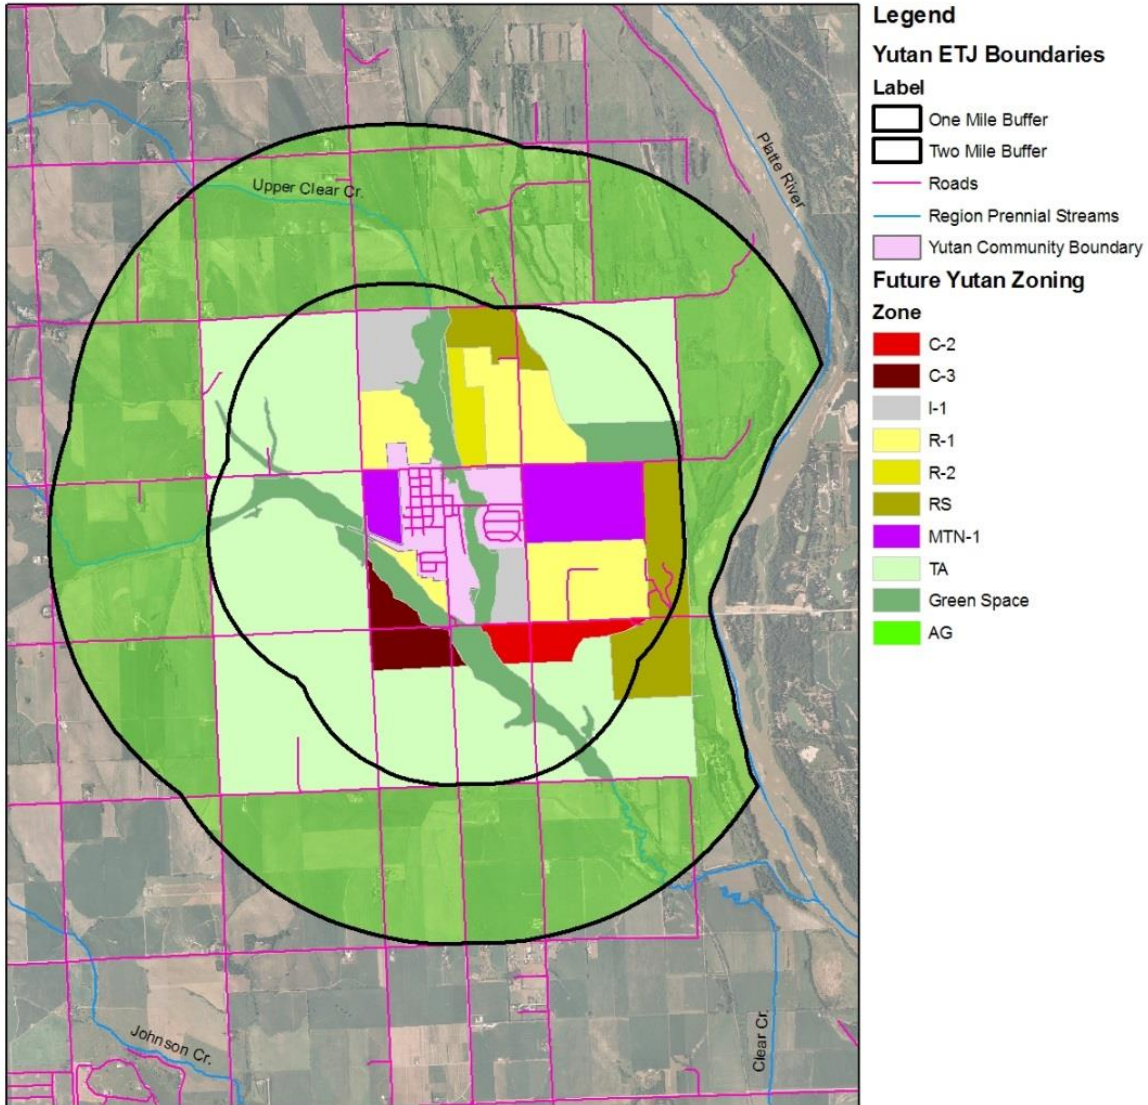 Legend
Yutan ETJ Boundaries
Label
One Mile Buffer
Two Mile Buffer
Roads
Region Prennial Streams
Yutan Community Boundary
Future Yutan Zoning
Zone
C-2
C-3
I-1
R-1
R-2
RS
MTN-1
TA
Green Space
AG
Platte River
Upper Clear Cr.
Johnson Cr.
Clear Cr.